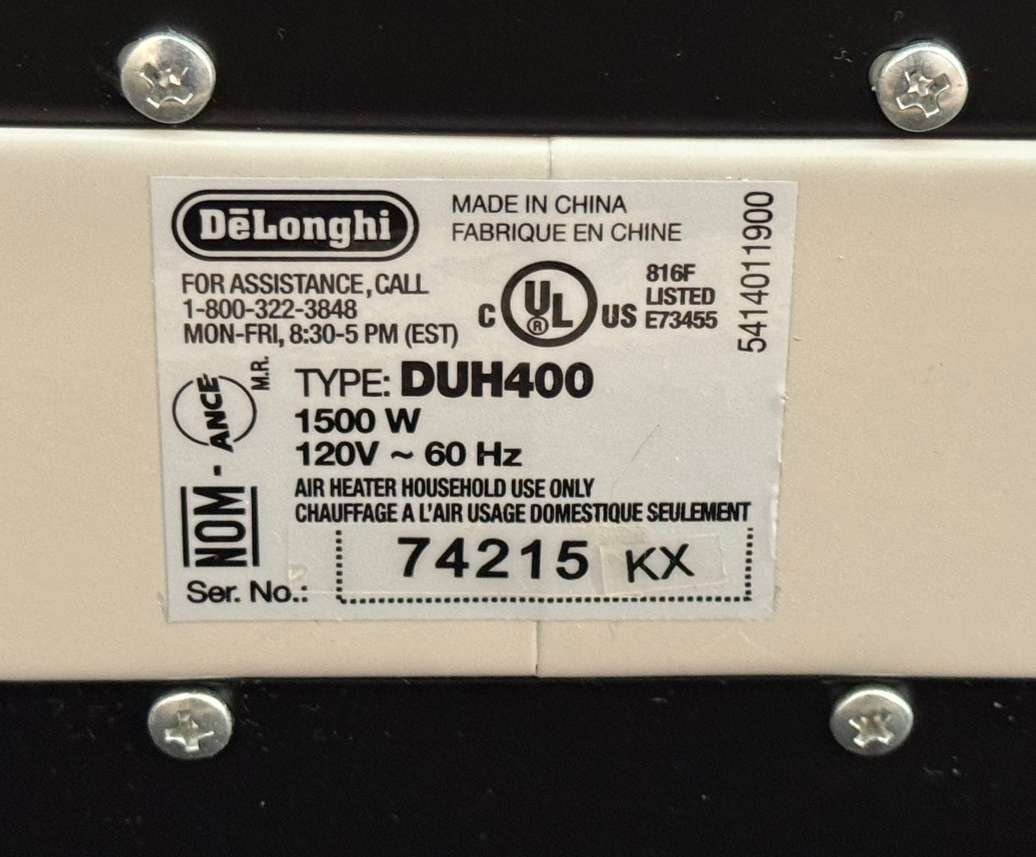 DēLonghi
MADE IN CHINA
FABRIQUE EN CHINE
FOR ASSISTANCE, CALL
1-800-322-3848
MON-FRI, 8:30-5 PM (EST)
C UL ® US
816F
LISTED
E73455
5414011900
ANCE
M.R.
NOM-
TYPE: DUH400
1500 W
120V ~ 60 Hz
AIR HEATER HOUSEHOLD USE ONLY
CHAUFFAGE A L'AIR USAGE DOMESTIQUE SEULEMENT
Ser. No.: 74215 KX